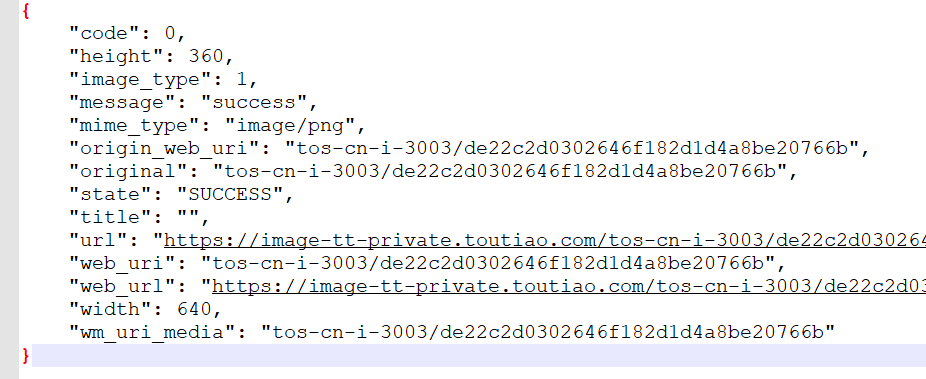 {
"code": 0,
"height": 360,
"image_type": 1,
"message": "success",
"mime_type": "image/png",
"origin_web_uri": "tos-cn-i-3003/de22c2d0302646f182d1d4a8be20766b",
"original": "tos-cn-i-3003/de22c2d0302646f182d1d4a8be20766b",
"state": "SUCCESS",
"title": "",
"url": "https://image-tt-private.toutiao.com/tos-cn-i-3003/de22c2d030264
"web_uri": "tos-cn-i-3003/de22c2d0302646f182d1d4a8be20766b",
"web_url": "https://image-tt-private.toutiao.com/tos-cn-i-3003/de22c2d03
"width": 640,
"wm_uri_media": "tos-cn-i-3003/de22c2d0302646f182d1d4a8be20766b"
}